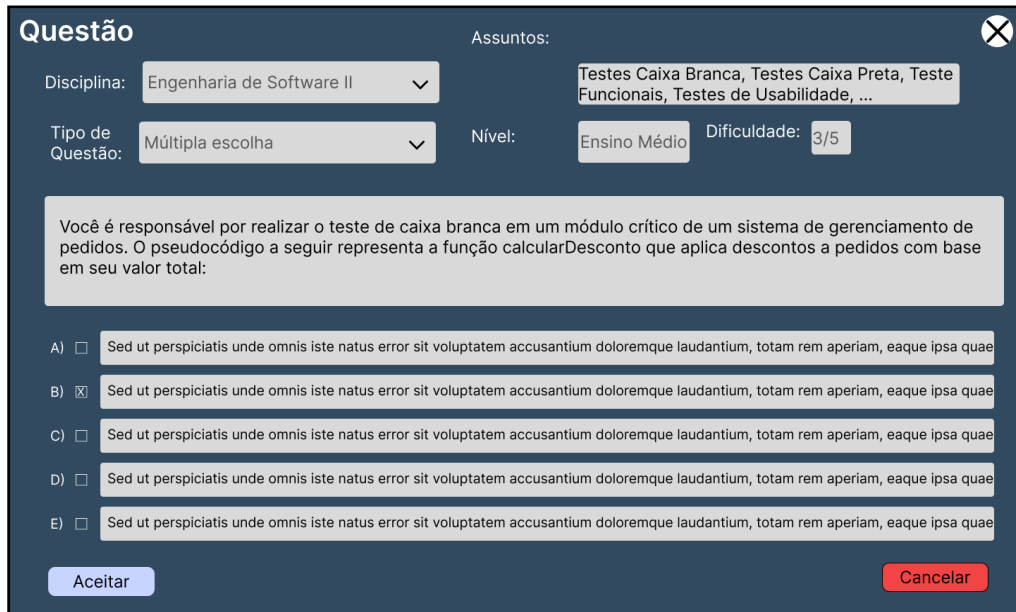 Questão
Assuntos:
Disciplina:
Engenharia de Software II
Testes Caixa Branca, Testes Caixa Preta, Teste
Funcionais, Testes de Usabilidade, ...
Tipo de
Questão:
Múltipla escolha
Nível:
Ensino Médio
Dificuldade:
3/5
Você é responsável por realizar o teste de caixa branca em um módulo crítico de um sistema de gerenciamento de
pedidos. O pseudocódigo a seguir representa a função calcularDesconto que aplica descontos a pedidos com base
em seu valor total:
A) Sed ut perspiciatis unde omnis iste natus error sit voluptatem accusantium doloremque laudantium, totam rem aperiam, eaque ipsa quae
B) X Sed ut perspiciatis unde omnis iste natus error sit voluptatem accusantium doloremque laudantium, totam rem aperiam, eaque ipsa quae
C) Sed ut perspiciatis unde omnis iste natus error sit voluptatem accusantium doloremque laudantium, totam rem aperiam, eaque ipsa quae
D) Sed ut perspiciatis unde omnis iste natus error sit voluptatem accusantium doloremque laudantium, totam rem aperiam, eaque ipsa quae
E) Sed ut perspiciatis unde omnis iste natus error sit voluptatem accusantium doloremque laudantium, totam rem aperiam, eaque ipsa quae
Aceitar
Cancelar